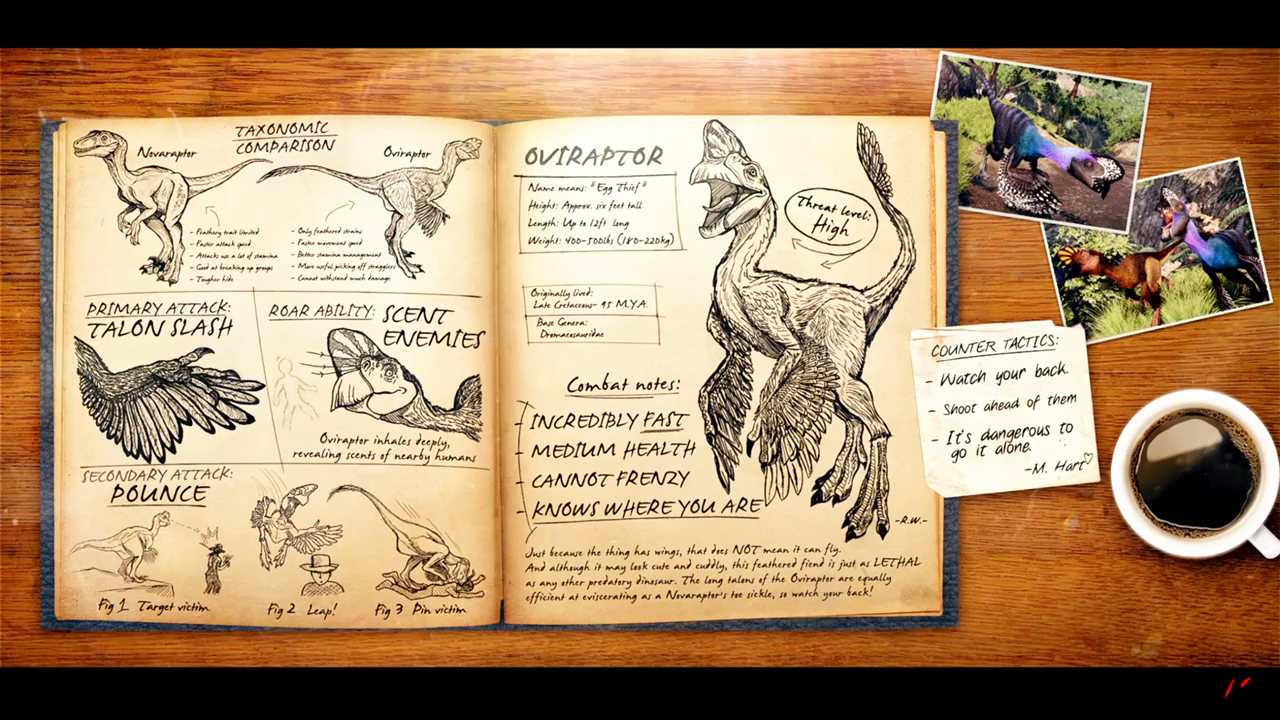 TAXONOMIC
COMPARISON
Novaraptor
Oviraptor
- Feathery trait limited
- Faster attack speed
- Attacks use a lot of stamina
- Good at breaking up groups
- Tougher hits
- Only feathered strains
- Faster movement speed
- Better stamina management
- More useful picking off stragglers
- Cannot withstand much damage
PRIMARY ATTACK:
TALON SLASH
ROAR ABILITY: SCENT
ENEMIES
Oviraptor inhales deeply,
revealing scents of nearby humans
SECONDARY ATTACK:
POUNCE
Fig 1 Target victim
Fig 2 Leap!
Fig 3 Pin victim
OVIRAPTOR
Name means: "Egg Thief"
Height: Approx. six feet tall
Length: Up to 12ft long
Weight: 400-500lbs (180-220kg)
Threat level:
High
Originally lived:
Late Cretaceous- 95 M.Y.A.
Base Genera:
Dromaeosauridae
Combat notes:
- INCREDIBLY FAST
- MEDIUM HEALTH
- CANNOT FRENZY
- KNOWS WHERE YOU ARE
-R.W.-
Just because the thing has wings, that does NOT mean it can fly.
And although it may look cute and cuddly, this feathered fiend is just as LETHAL
as any other predatory dinosaur. The long talons of the Oviraptor are equally
efficient at eviscerating as a Novaraptor's toe sickle, so watch your back!
COUNTER TACTICS:
- Watch your back.
- Shoot ahead of them
- It's dangerous to
go it alone.
-M. Hart♡